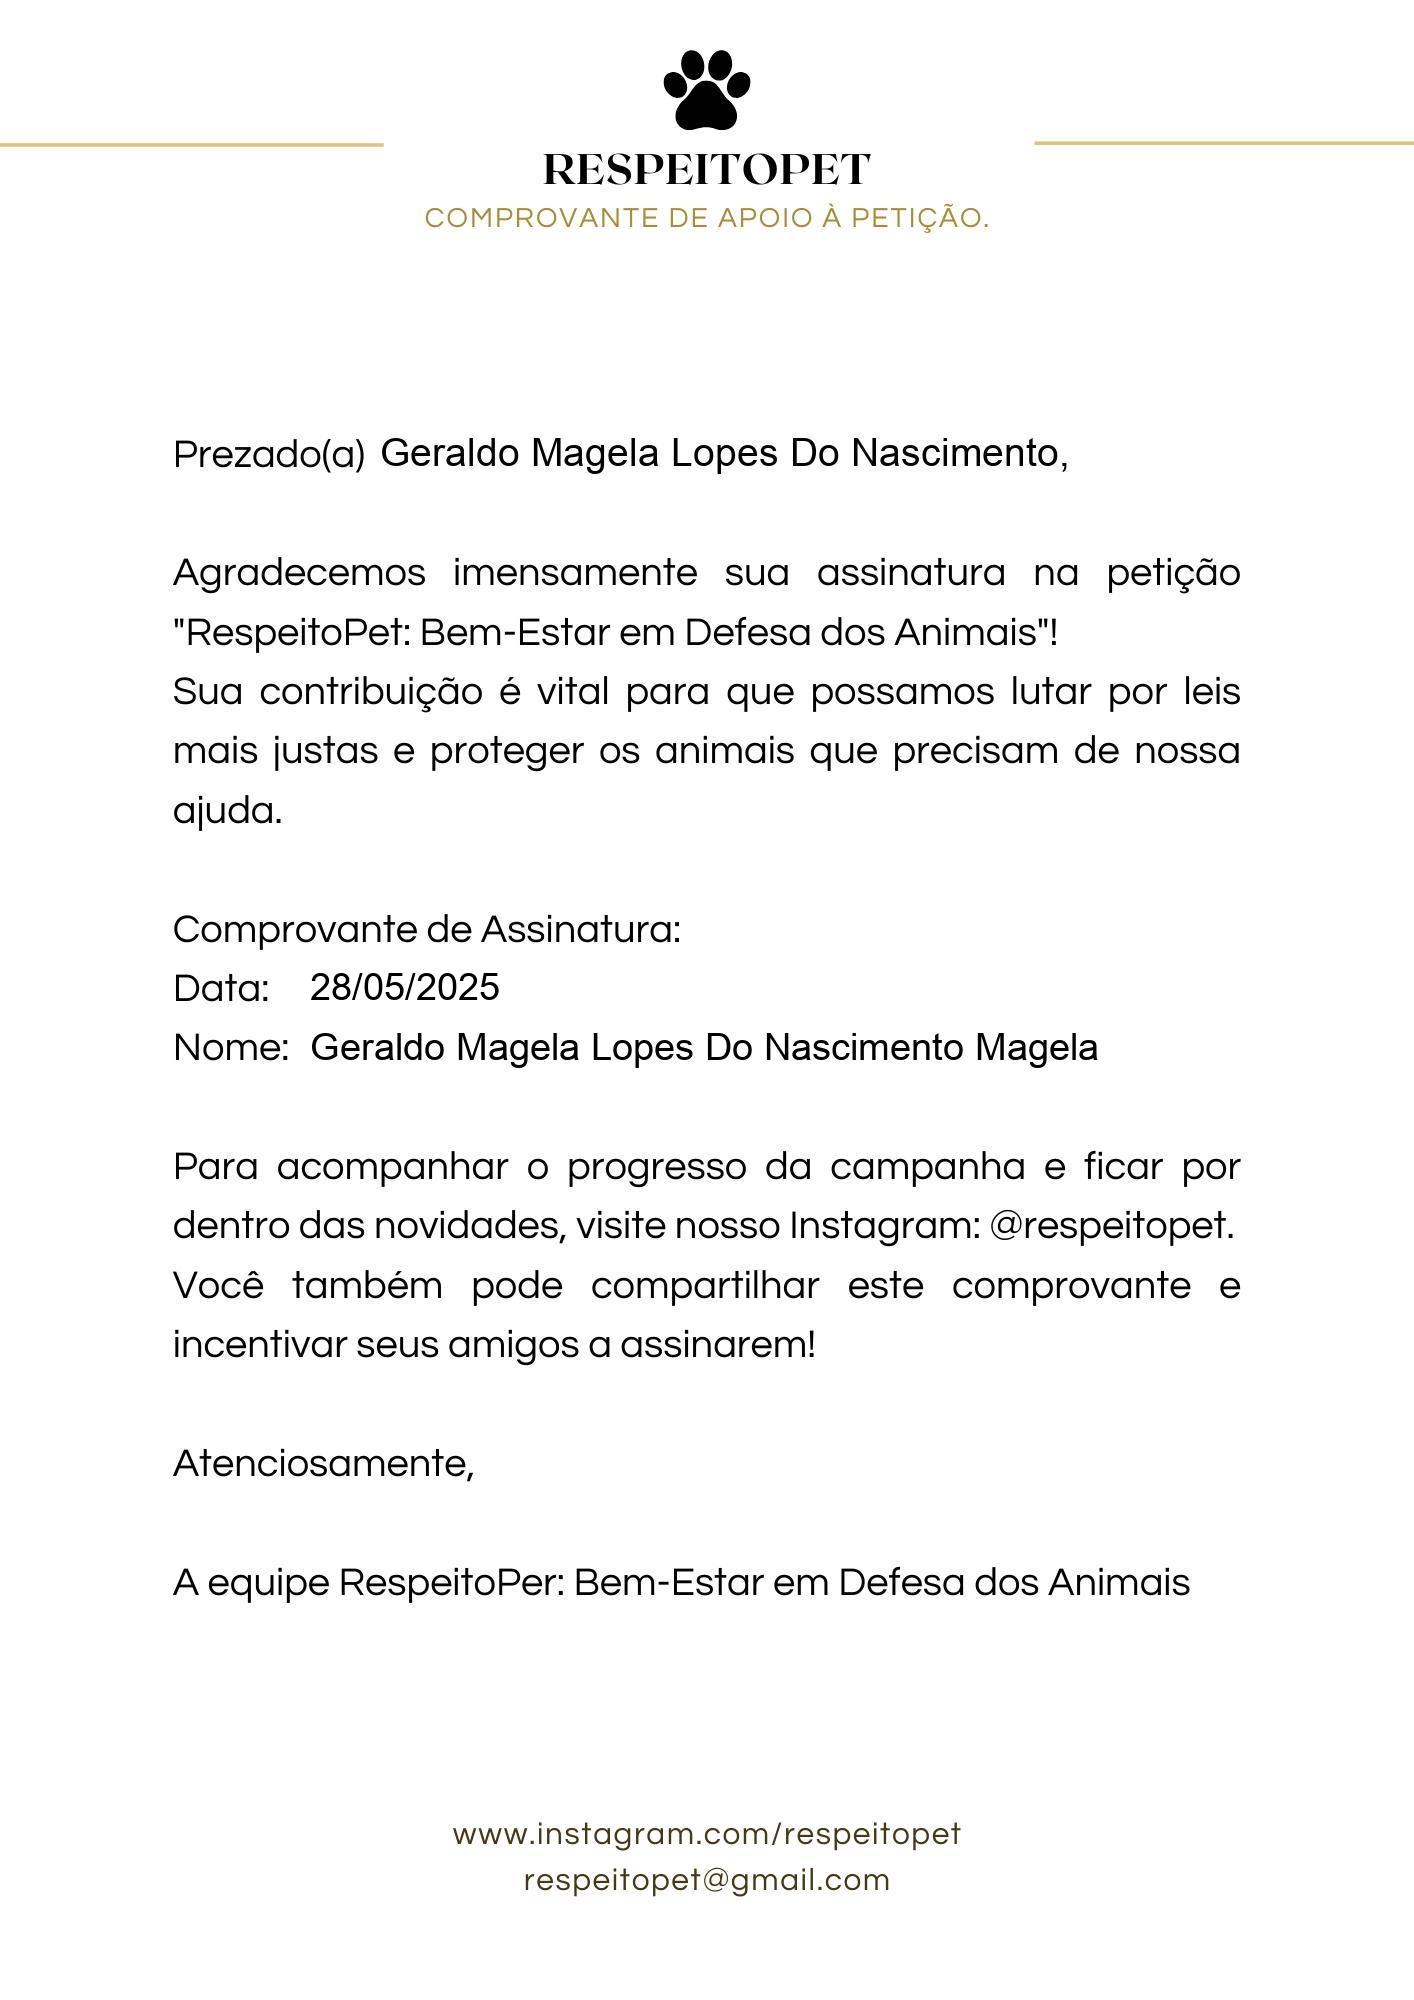 RESPEITOPET
COMPROVANTE DE APOIO À PETIÇÃO.
Prezado(a) Geraldo Magela Lopes Do Nascimento,
Agradecemos imensamente sua assinatura na petição
"RespeitoPet: Bem-Estar em Defesa dos Animais"!
Sua contribuição é vital para que possamos lutar por leis
mais justas e proteger os animais que precisam de nossa
ajuda.
Comprovante de Assinatura:
Data: 28/05/2025
Nome: Geraldo Magela Lopes Do Nascimento Magela
Para acompanhar o progresso da campanha e ficar por
dentro das novidades, visite nosso Instagram: @respeitopet.
Você também pode compartilhar este comprovante e
incentivar seus amigos a assinarem!
Atenciosamente,
A equipe RespeitoPer: Bem-Estar em Defesa dos Animais
www.instagram.com/respeitopet
respeitopet@gmail.com